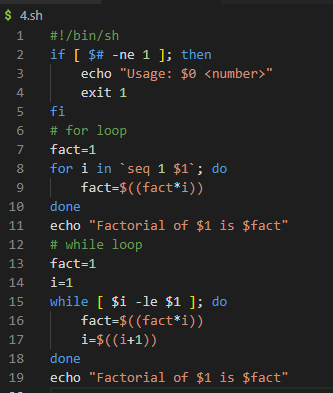 $ 4.sh
1 #!/bin/sh
2 if [ $# -ne 1 ]; then
3     echo "Usage: $0 <number>"
4     exit 1
5 fi
6 # for loop
7 fact=1
8 for i in `seq 1 $1`; do
9     fact=$((fact*i))
10 done
11 echo "Factorial of $1 is $fact"
12 # while loop
13 fact=1
14 i=1
15 while [ $i -le $1 ]; do
16     fact=$((fact*i))
17     i=$((i+1))
18 done
19 echo "Factorial of $1 is $fact"